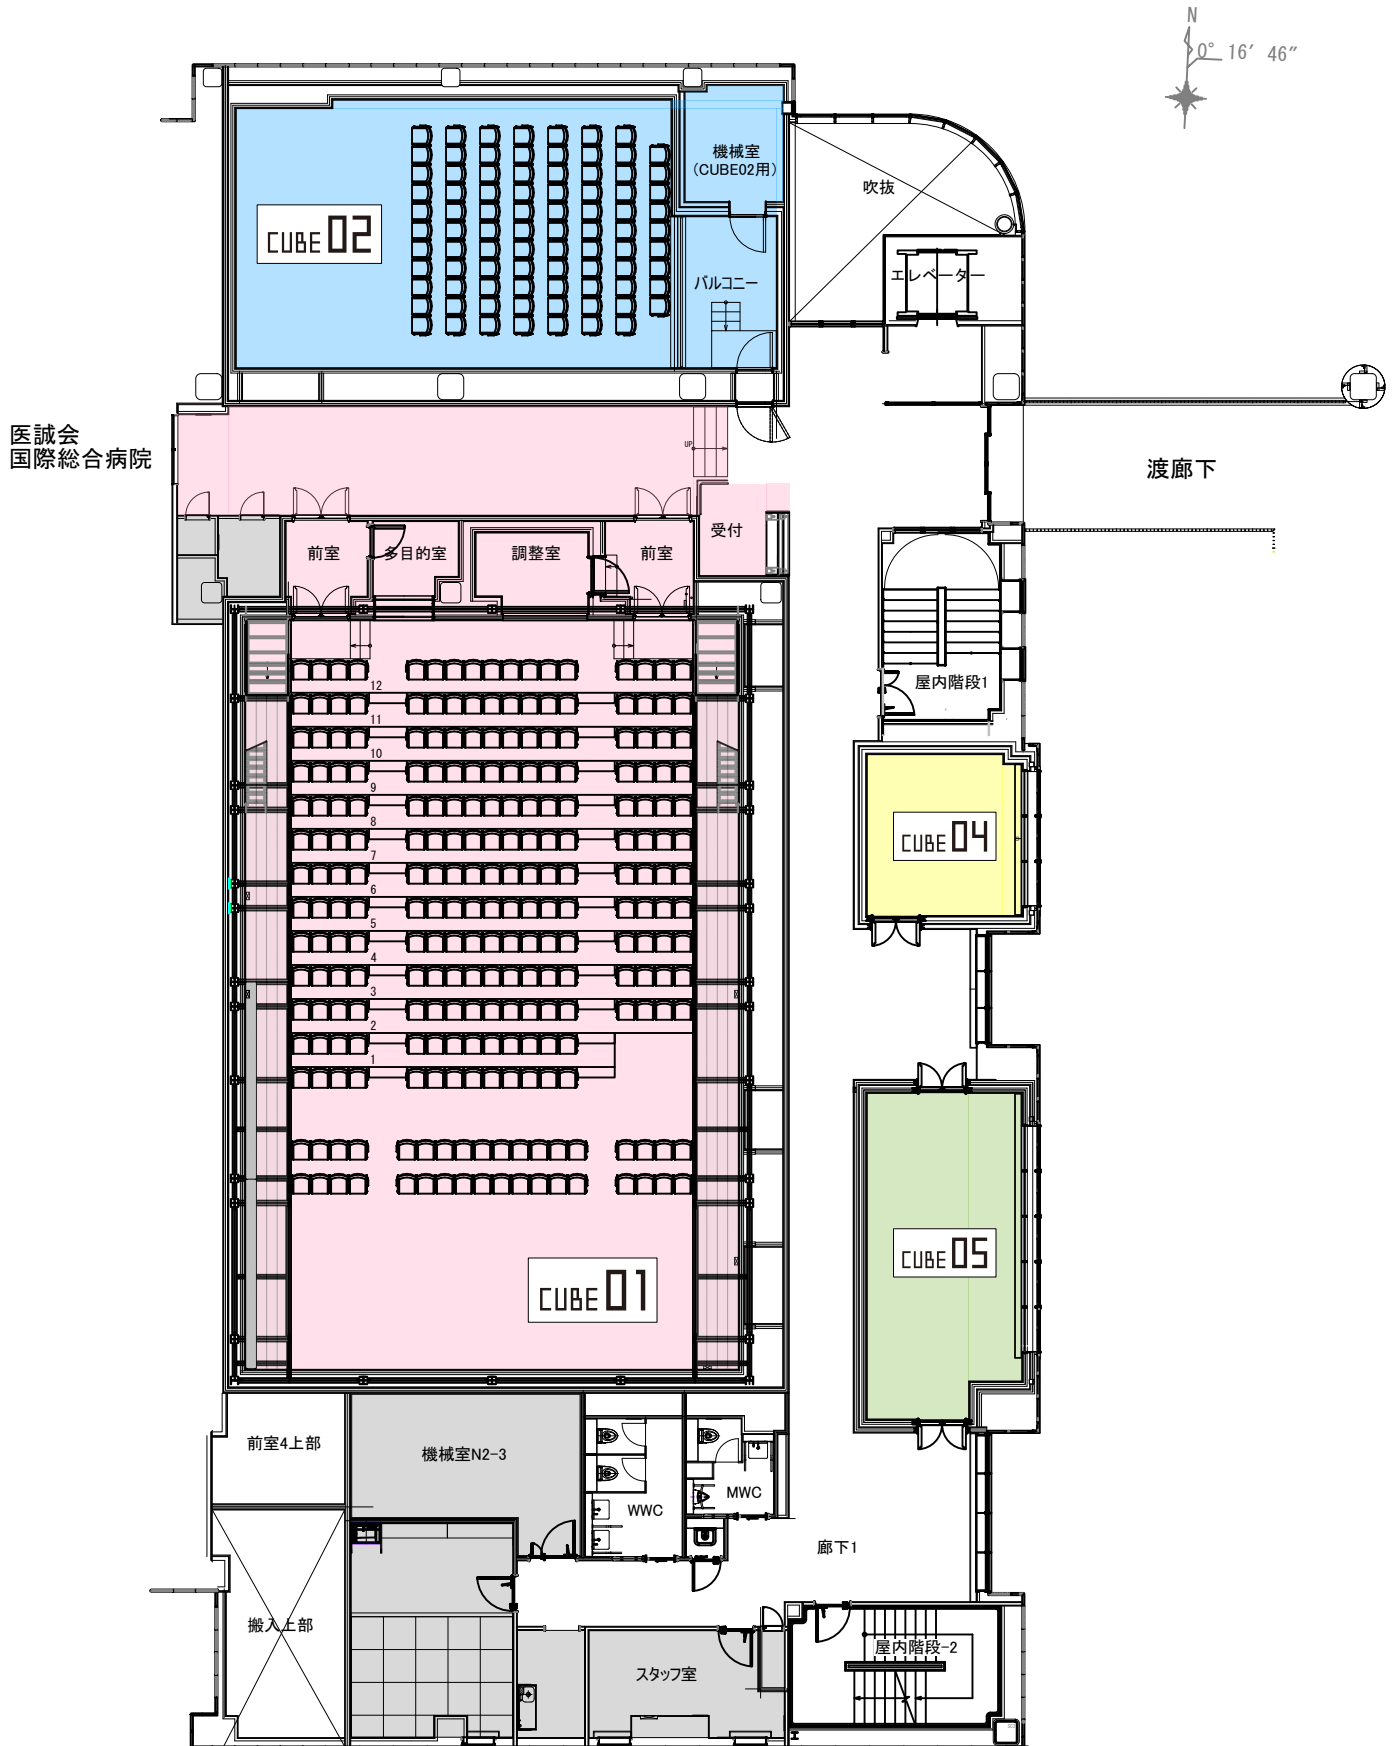 N
0° 16′ 46″
機械室
(CUBE02用)
吹抜
CUBE 02
エレベーター
バルコニー
医誠会
国際総合病院
UP
渡廊下
受付
前室
多目的室
調整室
前室
屋内階段1
12
11
10
9
8
7
6
5
4
3
2
1
CUBE 04
CUBE 05
CUBE 01
前室4上部
機械室N2-3
WWC
MWC
廊下1
搬入上部
スタッフ室
屋内階段-2